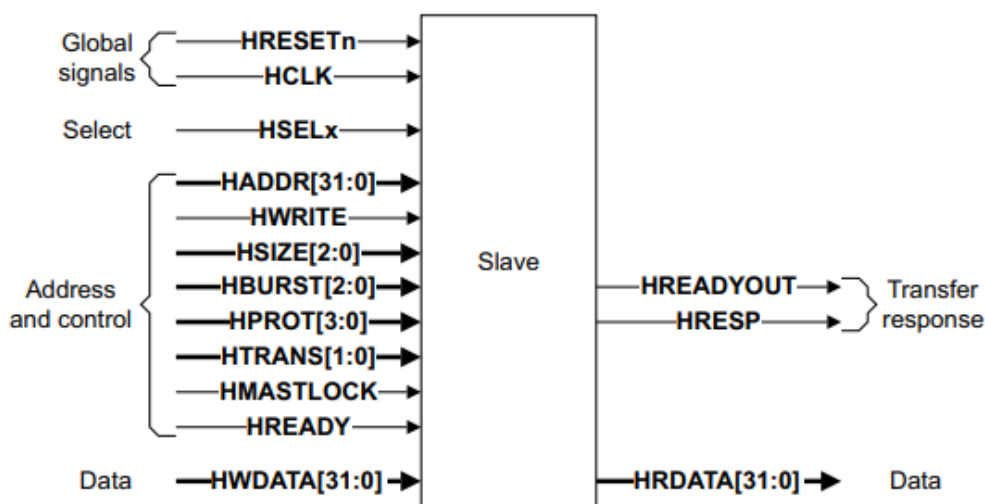 Global
signals
HRESETn
HCLK
Select
HSELx
Address
and control
HADDR[31:0]
HWRITE
HSIZE[2:0]
HBURST[2:0]
HPROT[3:0]
HTRANS[1:0]
HMASTLOCK
HREADY
Data
HWDATA[31:0]
Slave
HREADYOUT
HRESP
Transfer
response
HRDATA[31:0]
Data